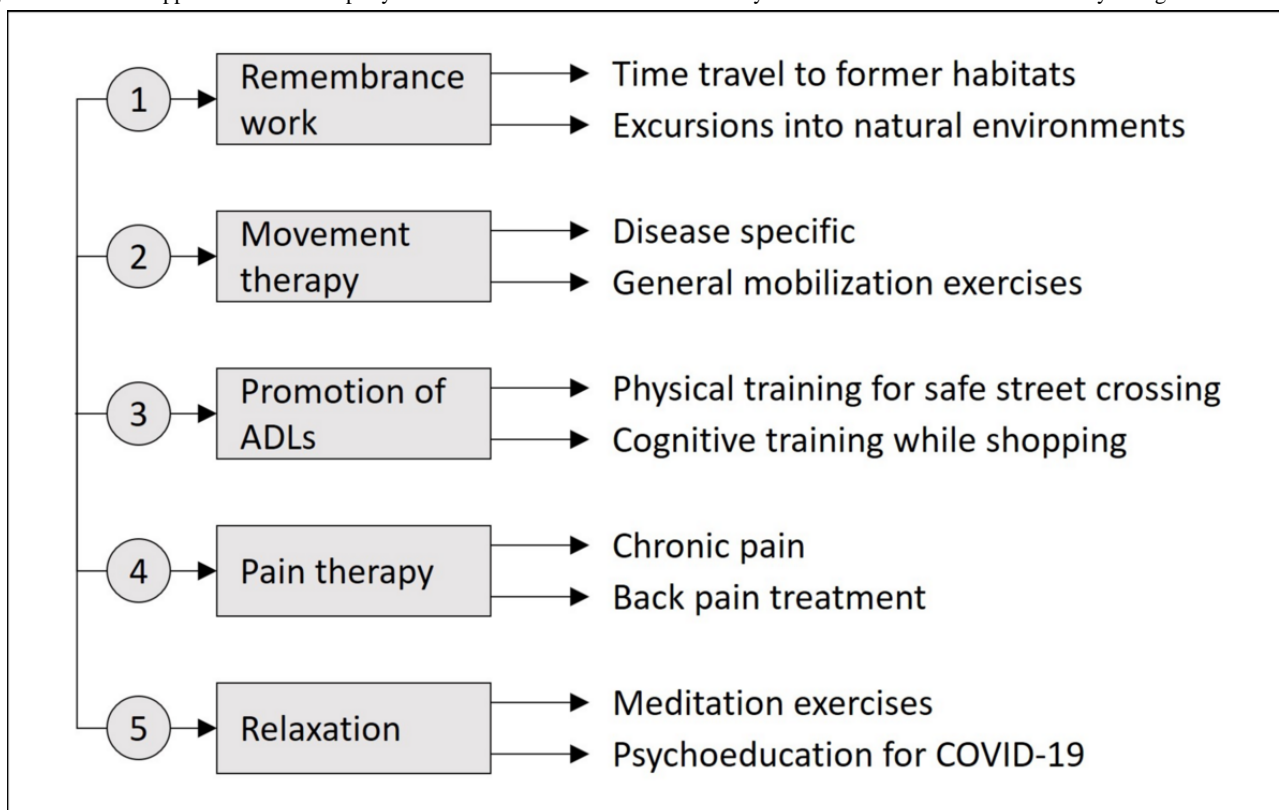 1
Remembrance
work
Time travel to former habitats
Excursions into natural environments
2
Movement
therapy
Disease specific
General mobilization exercises
3
Promotion of
ADLs
Physical training for safe street crossing
Cognitive training while shopping
4
Pain therapy
Chronic pain
Back pain treatment
5
Relaxation
Meditation exercises
Psychoeducation for COVID-19